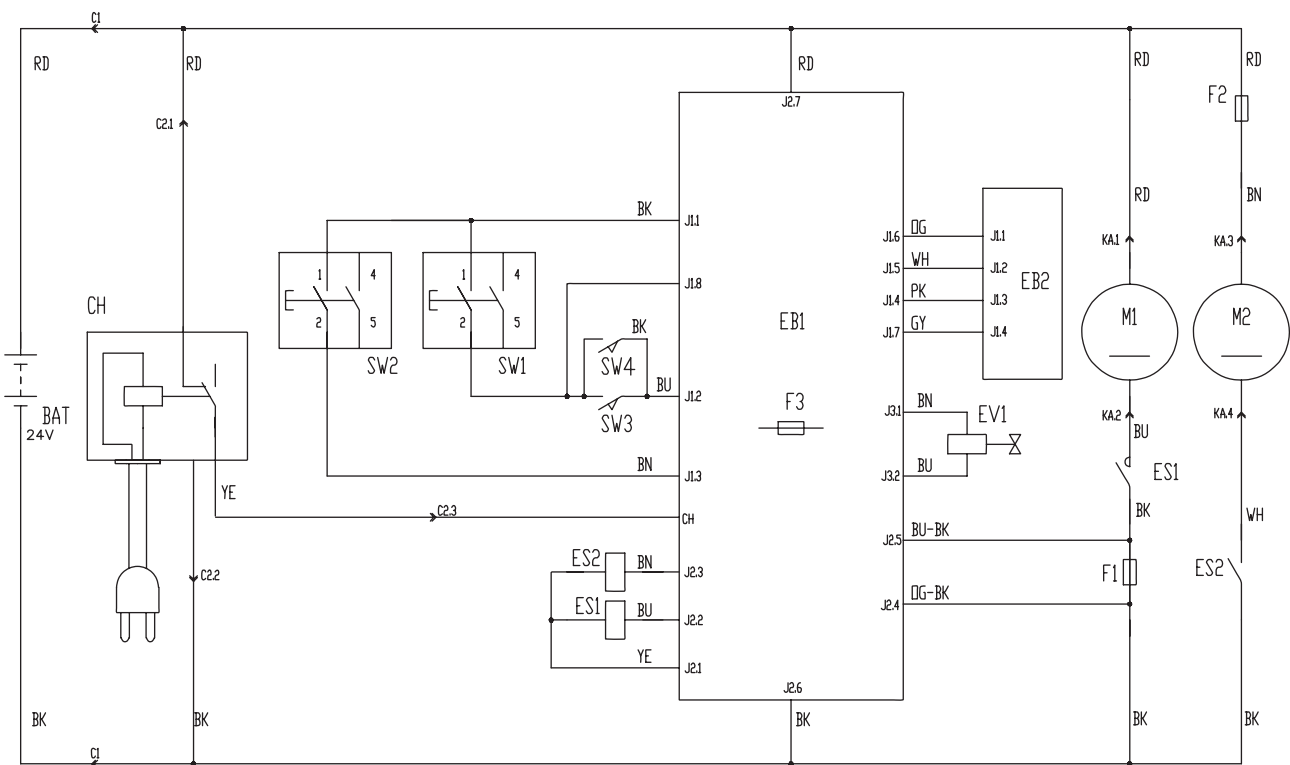 C1
RD
RD
RD
RD
RD
F2
J2.7
C2.1
RD
BN
BK
J1.1
J1.6
OG
J1.1
KA.1
KA.3
1
4
1
4
J1.8
J1.5
WH
J1.2
EB2
CH
J1.4
PK
J1.3
EB1
M1
M2
2
5
2
5
BK
J1.7
GY
J1.4
SW2
SW1
SW4
BU
J1.2
F3
J3.1
BN
EV1
KA.2
KA.4
BAT
24V
SW3
BU
BN
J1.3
J3.2
BU
ES1
YE
C2.3
CH
BK
WH
J2.5
BU-BK
ES2
BN
J2.3
F1
ES2
C2.2
ES1
BU
J2.2
J2.4
OG-BK
YE
J2.1
J2.6
BK
BK
BK
BK
BK
C1